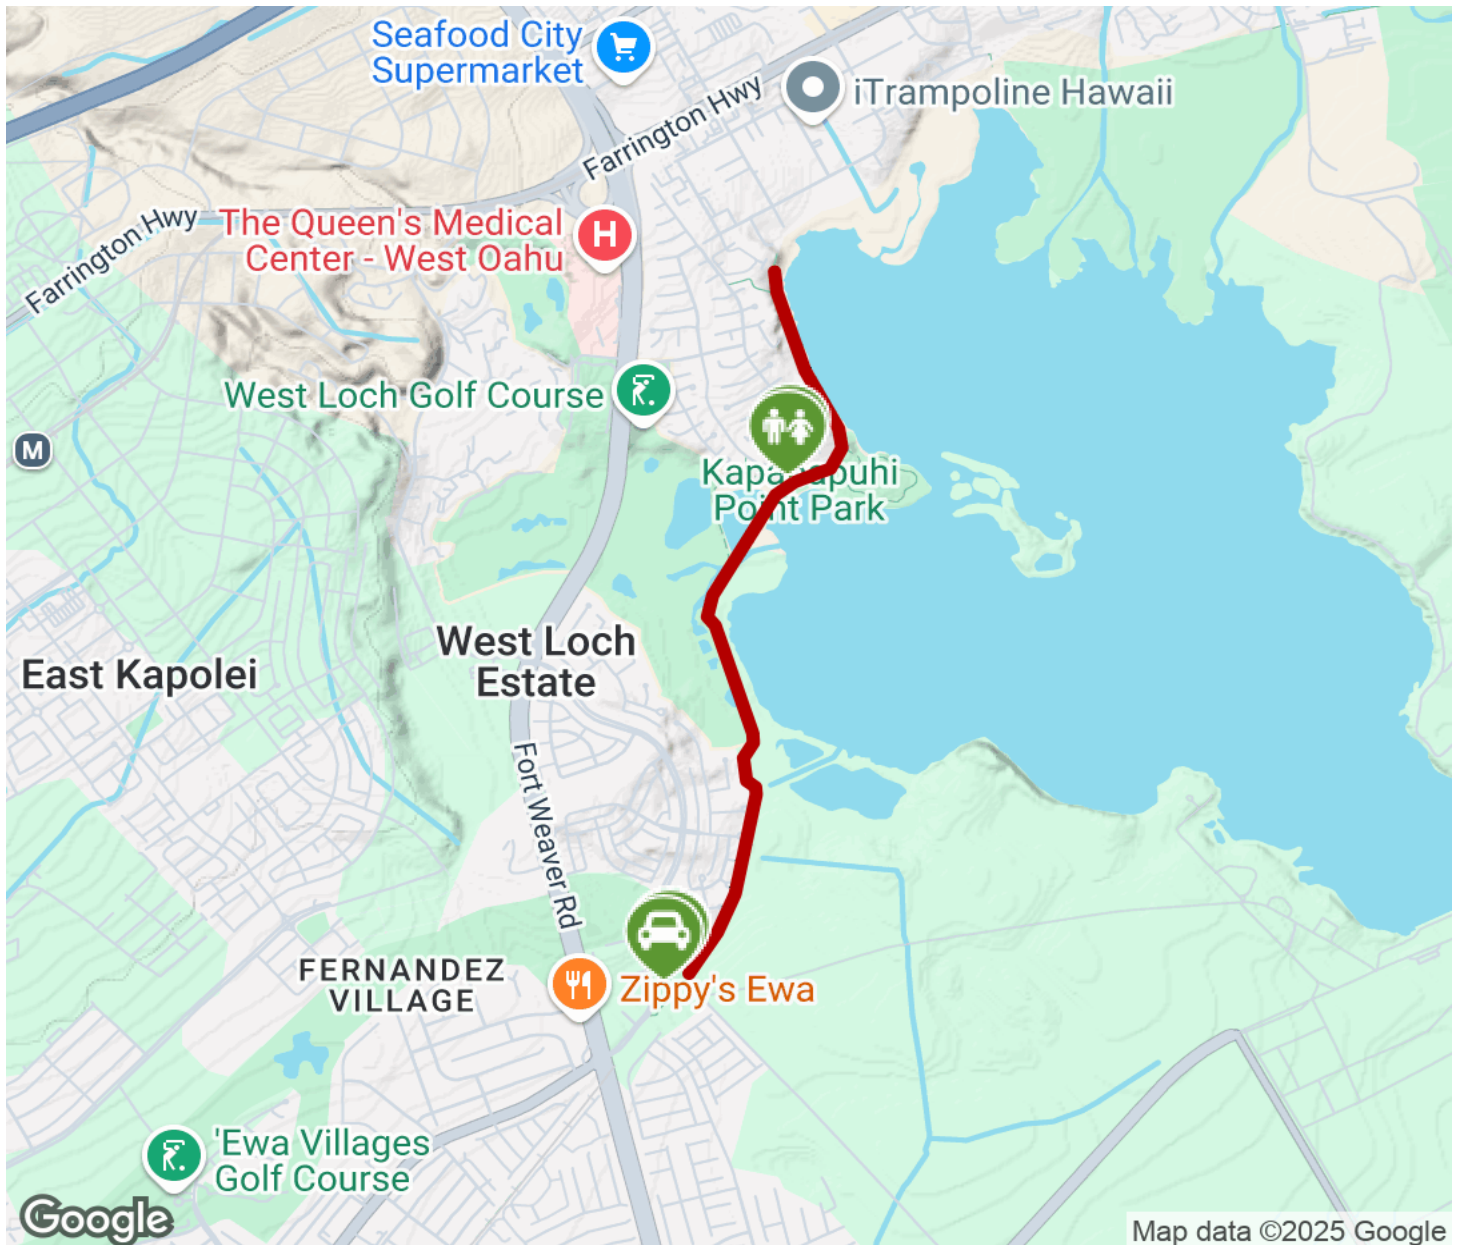 Seafood City
Supermarket
iTrampoline Hawaii
Farrington Hwy
Farrington Hwy
The Queen's Medical
Center - West Oahu
H
West Loch Golf Course
M
Point Park
West Loch
Estate
East Kapolei
Fort Weaver Rd
FERNANDEZ
VILLAGE
Zippy's Ewa
'Ewa Villages
Golf Course
Google
Map data ©2025 Google